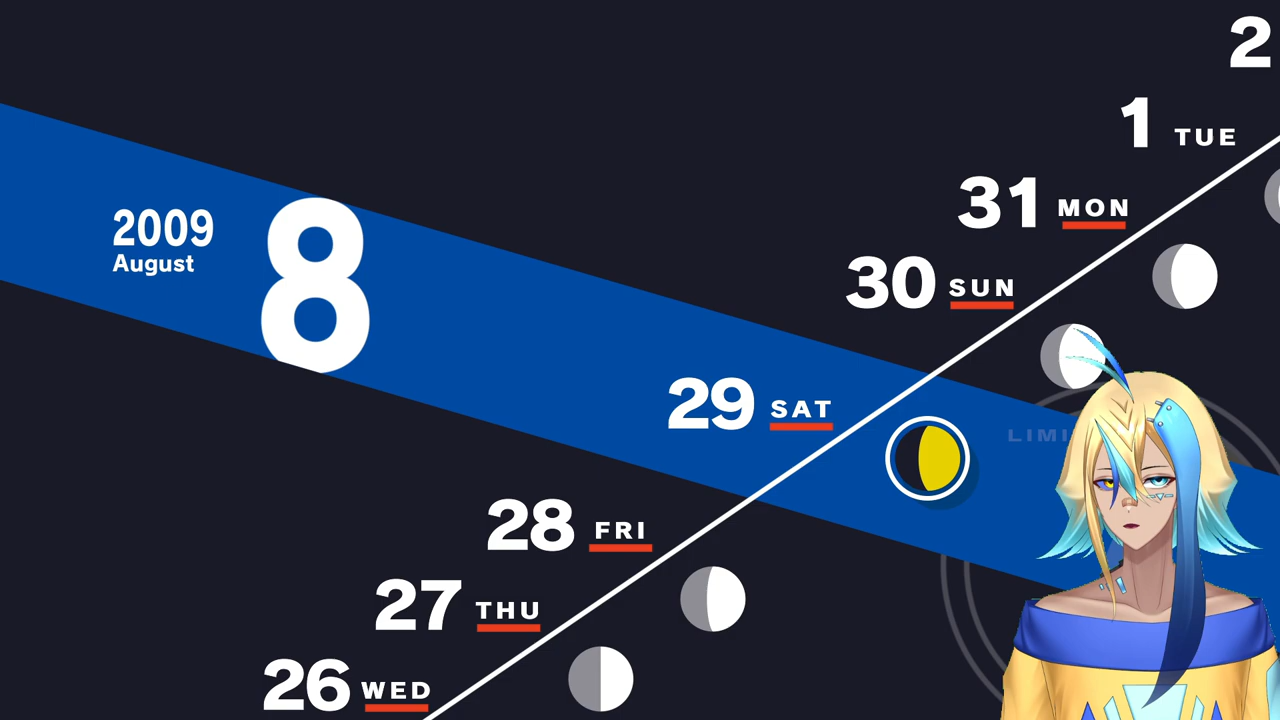 2
1 TUE
31 MON
30 SUN
2009
August
8
29 SAT
28 FRI
27 THU
26 WED